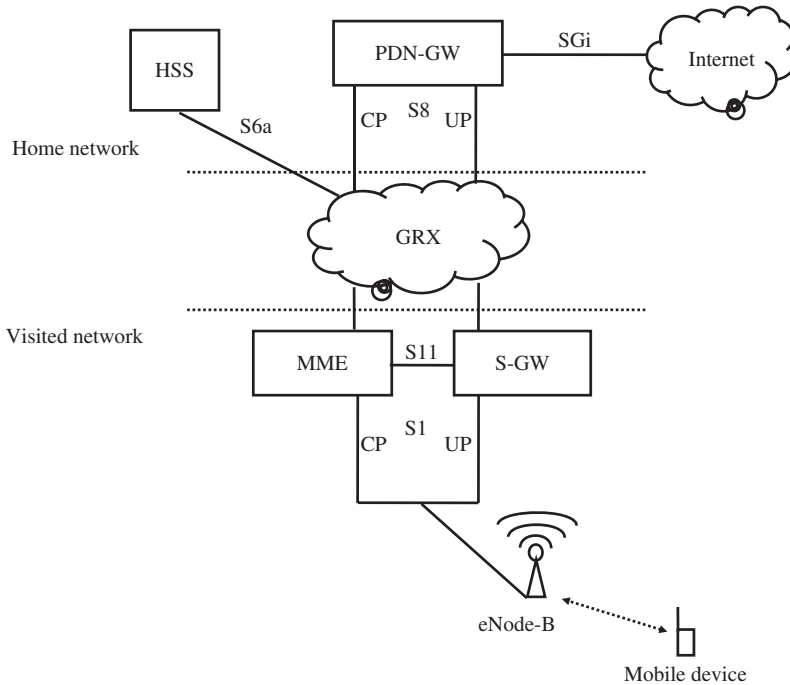 HSS
PDN-GW
SGi
Internet
S6a
CP
S8
UP
Home network
GRX
Visited network
MME
S11
S-GW
CP
S1
UP
eNode-B
Mobile device